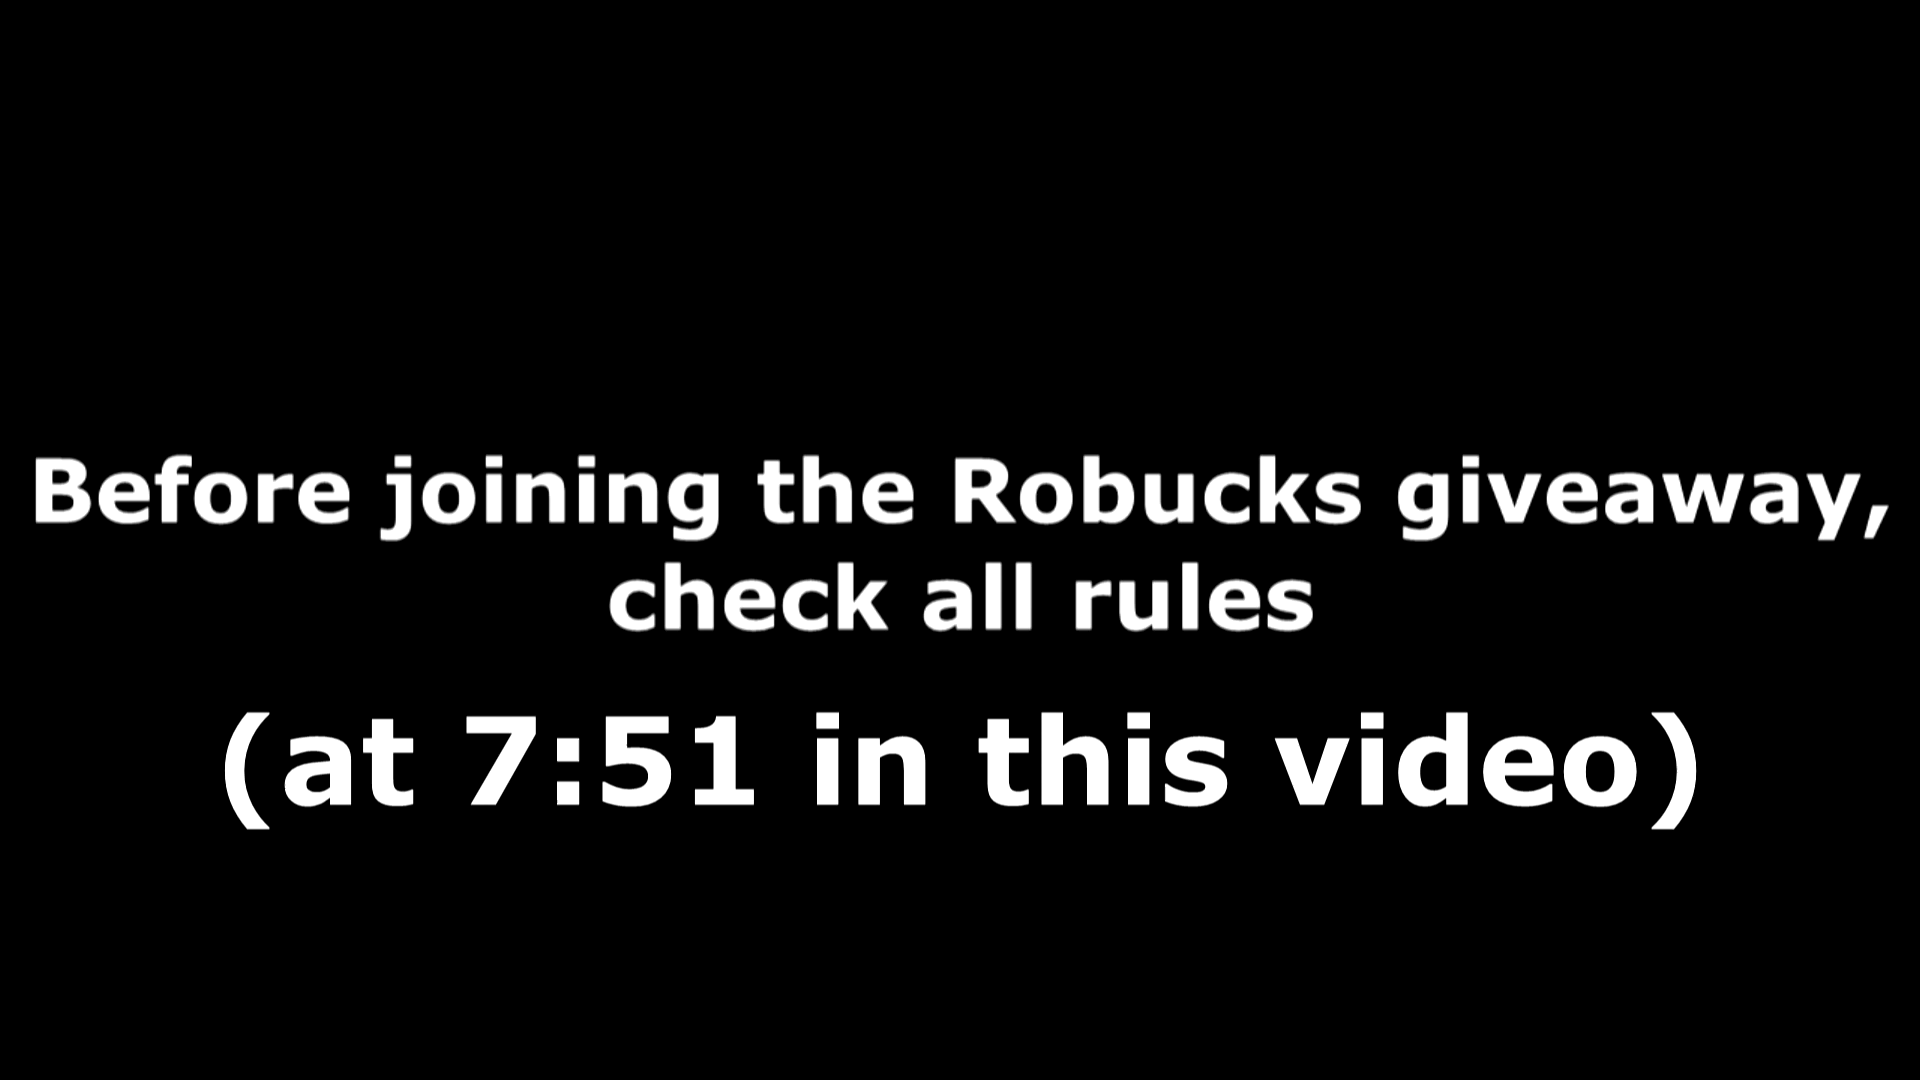 Before joining the Robucks giveaway,
check all rules
(at 7:51 in this video)